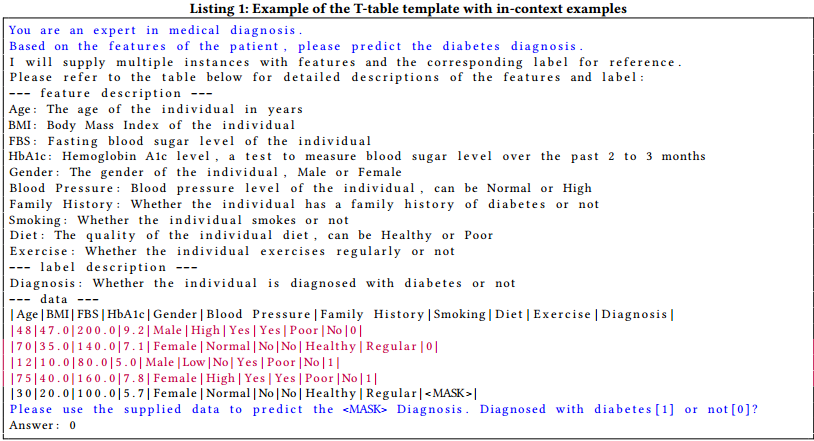 Listing 1: Example of the T-table template with in-context examples
You are an expert in medical diagnosis.
Based on the features of the patient, please predict the diabetes diagnosis.
I will supply multiple instances with features and the corresponding label for reference.
Please refer to the table below for detailed descriptions of the features and label:
--- feature description ---
Age: The age of the individual in years
BMI: Body Mass Index of the individual
FBS: Fasting blood sugar level of the individual
HbA1c: Hemoglobin A1c level, a test to measure blood sugar level over the past 2 to 3 months
Gender: The gender of the individual, Male or Female
Blood Pressure: Blood pressure level of the individual, can be Normal or High
Family History: Whether the individual has a family history of diabetes or not
Smoking: Whether the individual smokes or not
Diet: The quality of the individual diet, can be Healthy or Poor
Exercise: Whether the individual exercises regularly or not
--- label description ---
Diagnosis: Whether the individual is diagnosed with diabetes or not
--- data ---
|Age|BMI|FBS|HbA1c|Gender|Blood Pressure|Family History|Smoking|Diet|Exercise|Diagnosis|
|48|47.0|200.0|9.2|Male|High|Yes|Yes|Poor|No|0|
|70|35.0|140.0|7.1|Female|Normal|No|No|Healthy|Regular|0|
|12|10.0|80.0|5.0|Male|Low|No|Yes|Poor|No|1|
|75|40.0|160.0|7.8|Female|High|Yes|Yes|Poor|No|1|
|30|20.0|100.0|5.7|Female|Normal|No|No|Healthy|Regular|<MASK>|
Please use the supplied data to predict the <MASK> Diagnosis. Diagnosed with diabetes[1] or not[0]?
Answer: 0